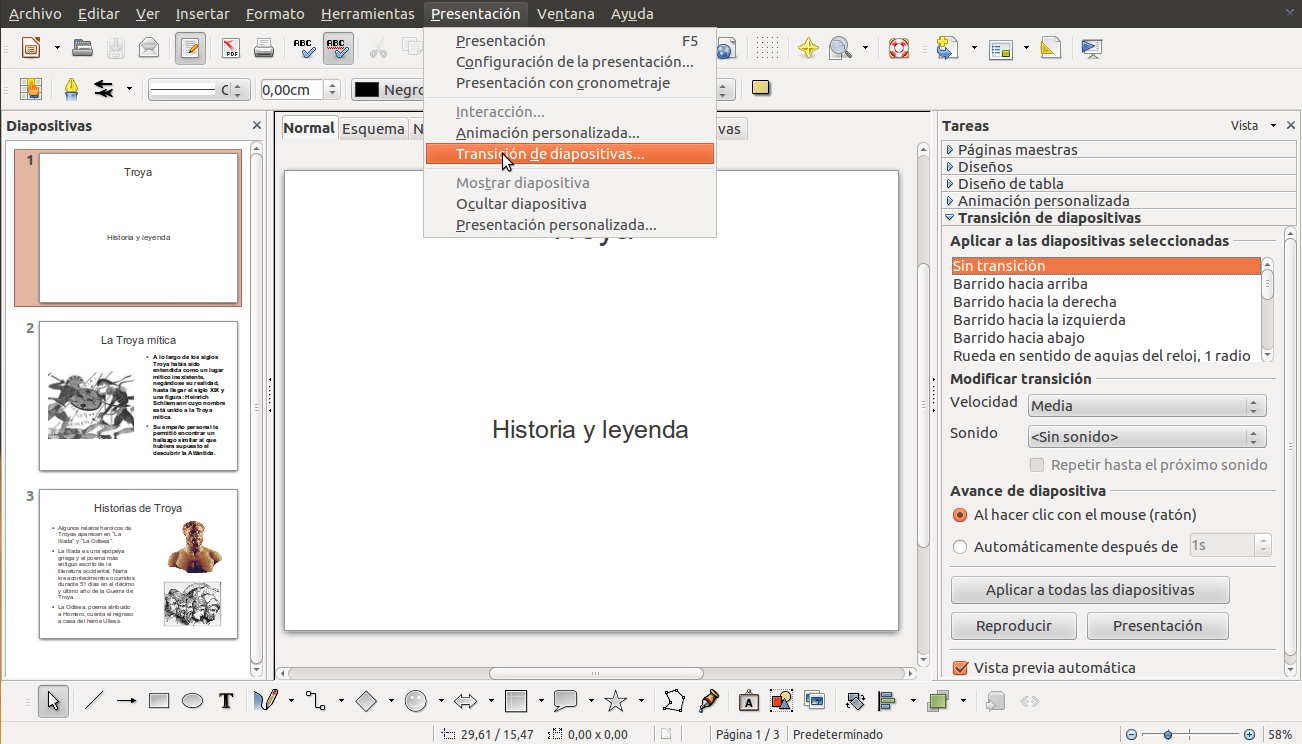 Archivo Editar Ver Insertar Formato Herramientas Presentación Ventana Ayuda
Presentación F5
Configuración de la presentación...
Presentación con cronometraje
Interacción...
Animación personalizada...
Transición de diapositivas...
Mostrar diapositiva
Ocultar diapositiva
Presentación personalizada...
PDF
ABC
ABC
C
0,00cm
Negro
Diapositivas
1
Troya
Historia y leyenda
2
La Troya mítica
A lo largo de los siglos
Troya había sido
entendida como un lugar
mítico inexistente,
negándose su realidad,
hasta llegar el siglo XIX y
una figura: Heinrich
Schliemann cuyo nombre
está unido a la Troya
mítica.
Su empeño personal le
permitió encontrar un
hallazgo similar al que
hubiera supuesto el
descubrir la Atlántida.
3
Historias de Troya
Algunos relatos heroicos de
Troya aparecen en "La
Ilíada" y "La Odisea".
La Ilíada es una epopeya
griega y el poema más
antiguo escrito de la
literatura occidental. Narra
los acontecimientos ocurridos
durante 51 días en el décimo
y último año de la Guerra de
Troya.
La Odisea, poema atribuido
a Homero, cuenta el regreso
a casa del héroe Ulises.
Normal Esquema N vas
Troya
Historia y leyenda
Tareas Vista
Páginas maestras
Diseños
Diseño de tabla
Animación personalizada
Transición de diapositivas
Aplicar a las diapositivas seleccionadas
Sin transición
Barrido hacia arriba
Barrido hacia la derecha
Barrido hacia la izquierda
Barrido hacia abajo
Rueda en sentido de agujas del reloj, 1 radio
Modificar transición
Velocidad Media
Sonido <Sin sonido>
Repetir hasta el próximo sonido
Avance de diapositiva
Al hacer clic con el mouse (ratón)
Automáticamente después de 1s
Aplicar a todas las diapositivas
Reproducir Presentación
Vista previa automática
T A
29,61 / 15,47 0,00 x 0,00 Página 1 / 3 Predeterminado 58%